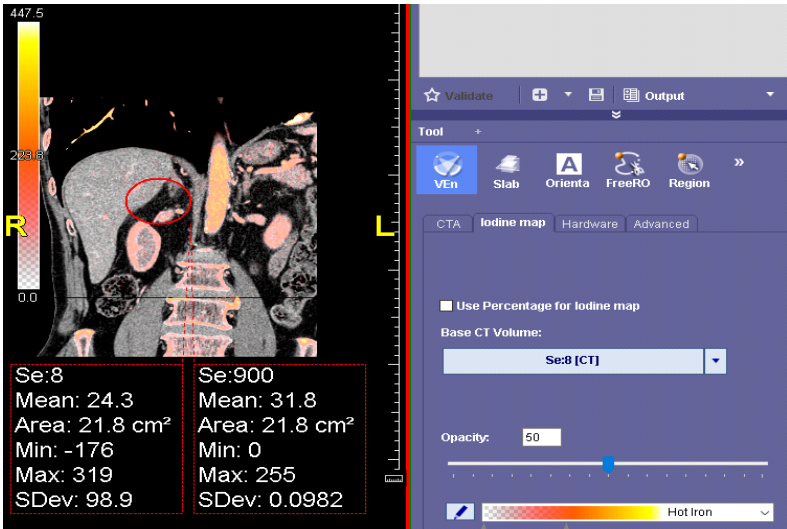 447.5
223.8
0.0
R
L
Se:8
Mean: 24.3
Area: 21.8 cm²
Min: -176
Max: 319
SDev: 98.9
Se:900
Mean: 31.8
Area: 21.8 cm²
Min: 0
Max: 255
SDev: 0.0982
Validate
Output
Tool
VEn
Slab
A
Orienta
FreeRO
Region
»
CTA
Iodine map
Hardware
Advanced
Use Percentage for Iodine map
Base CT Volume:
Se:8 [CT]
Opacity:
50
Hot Iron